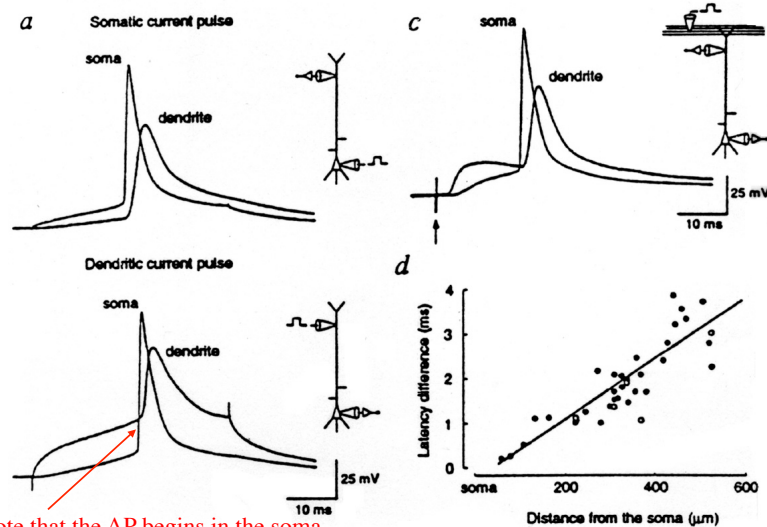 a
Somatic current pulse
soma
dendrite
Dendritic current pulse
soma
dendrite
25 mV
10 ms
that the AP begins in the soma
c
soma
dendrite
25 mV
10 ms
d
Latency difference (ms)
4
3
2
1
0
soma
200
400
600
Distance from the soma (µm)